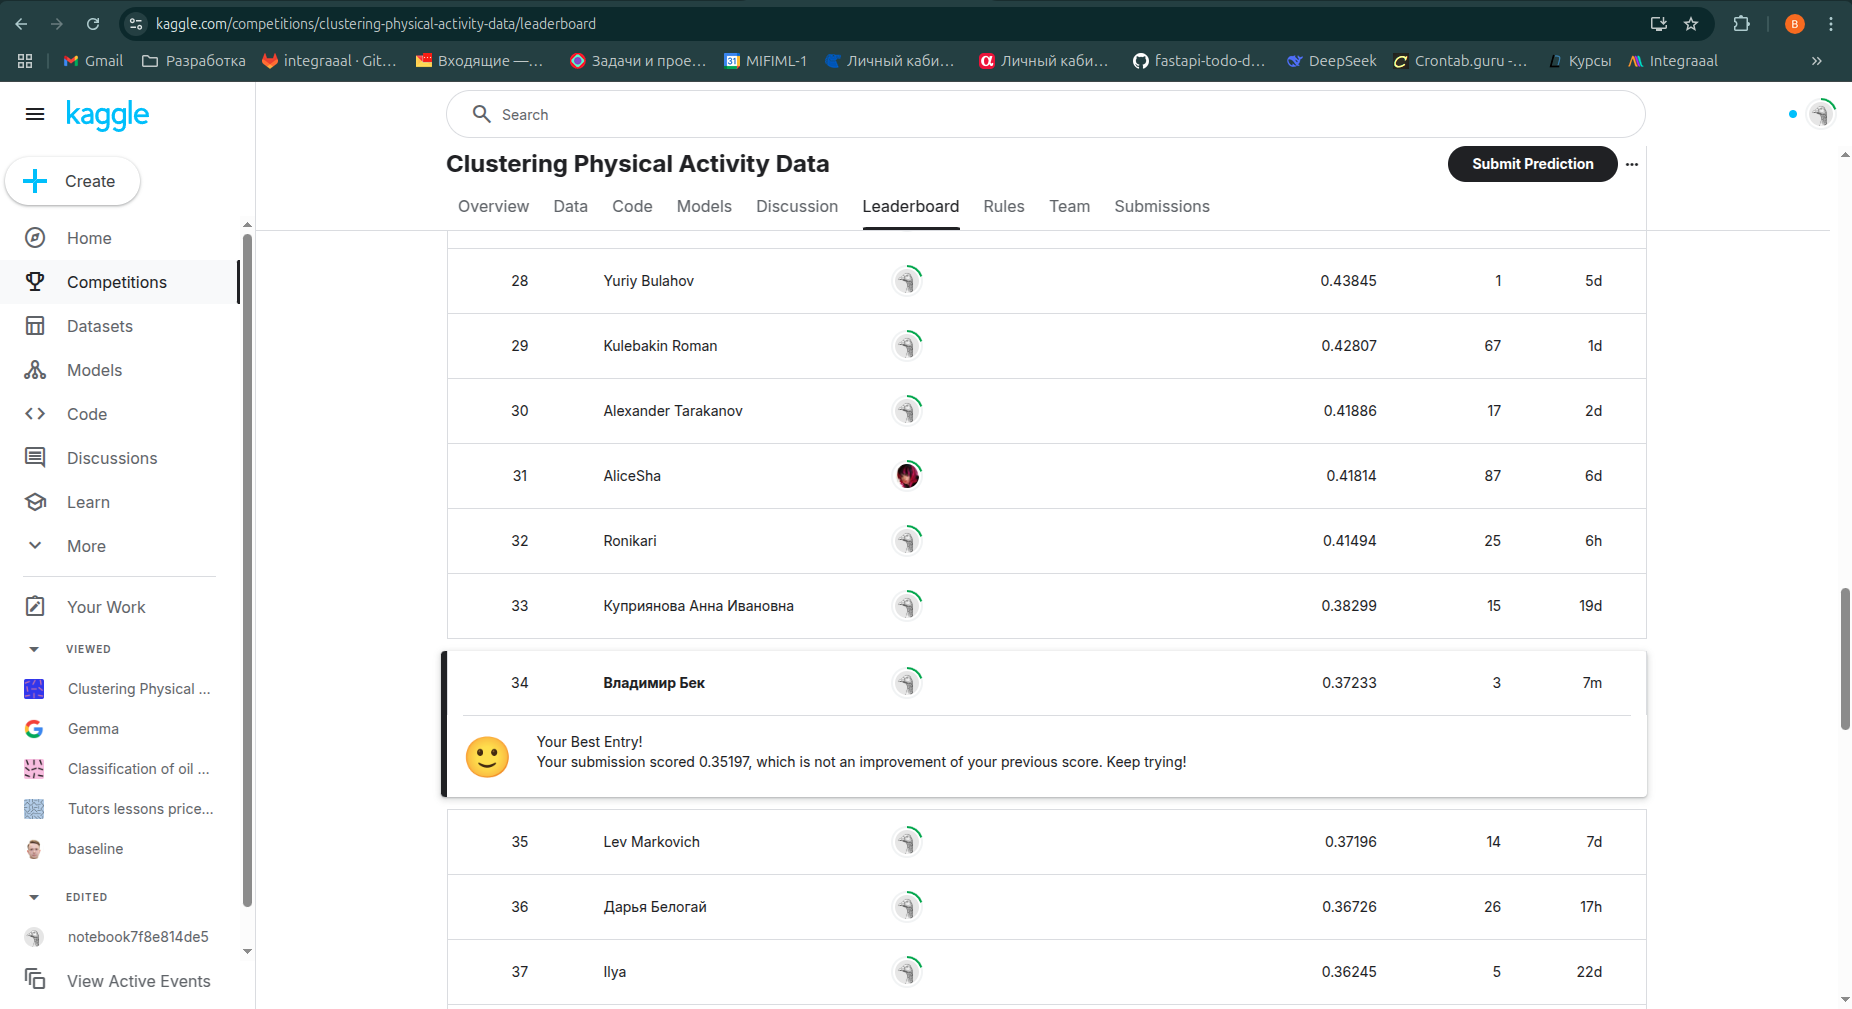 kaggle.com/competitions/clustering-physical-activity-data/leaderboard
B
Gmail
Разработка
integraaal · Git...
Входящие —...
Задачи и прое...
31
MIFIML-1
Личный каби...
Личный каби...
fastapi-todo-d...
DeepSeek
Crontab.guru -...
Курсы
Integraaal
»
kaggle
Search
Create
Clustering Physical Activity Data
Submit Prediction
Overview Data Code Models Discussion Leaderboard Rules Team Submissions
Home
Competitions
Datasets
Models
Code
Discussions
Learn
More
Your Work
VIEWED
Clustering Physical ...
Gemma
Classification of oil ...
Tutors lessons price...
baseline
EDITED
notebook7f8e814de5
View Active Events
28 Yuriy Bulahov 0.43845 1 5d
29 Kulebakin Roman 0.42807 67 1d
30 Alexander Tarakanov 0.41886 17 2d
31 AliceSha 0.41814 87 6d
32 Ronikari 0.41494 25 6h
33 Куприянова Анна Ивановна 0.38299 15 19d
34 Владимир Бек 0.37233 3 7m
Your Best Entry!
Your submission scored 0.35197, which is not an improvement of your previous score. Keep trying!
35 Lev Markovich 0.37196 14 7d
36 Дарья Белогай 0.36726 26 17h
37 Ilya 0.36245 5 22d